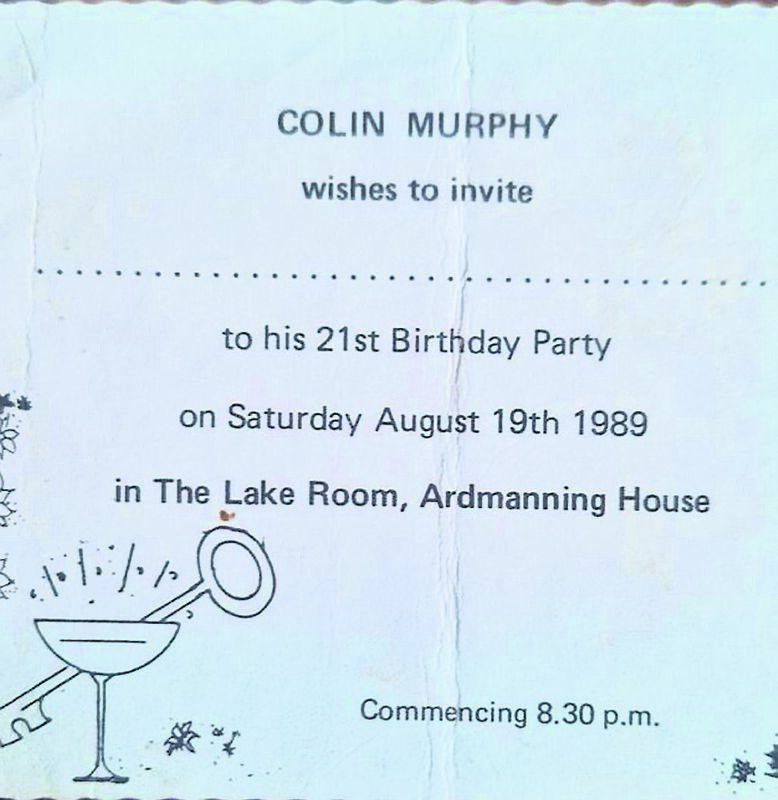 COLIN MURPHY
wishes to invite
to his 21st Birthday Party
on Saturday August 19th 1989
in The Lake Room, Ardmanning House
Commencing 8.30 p.m.